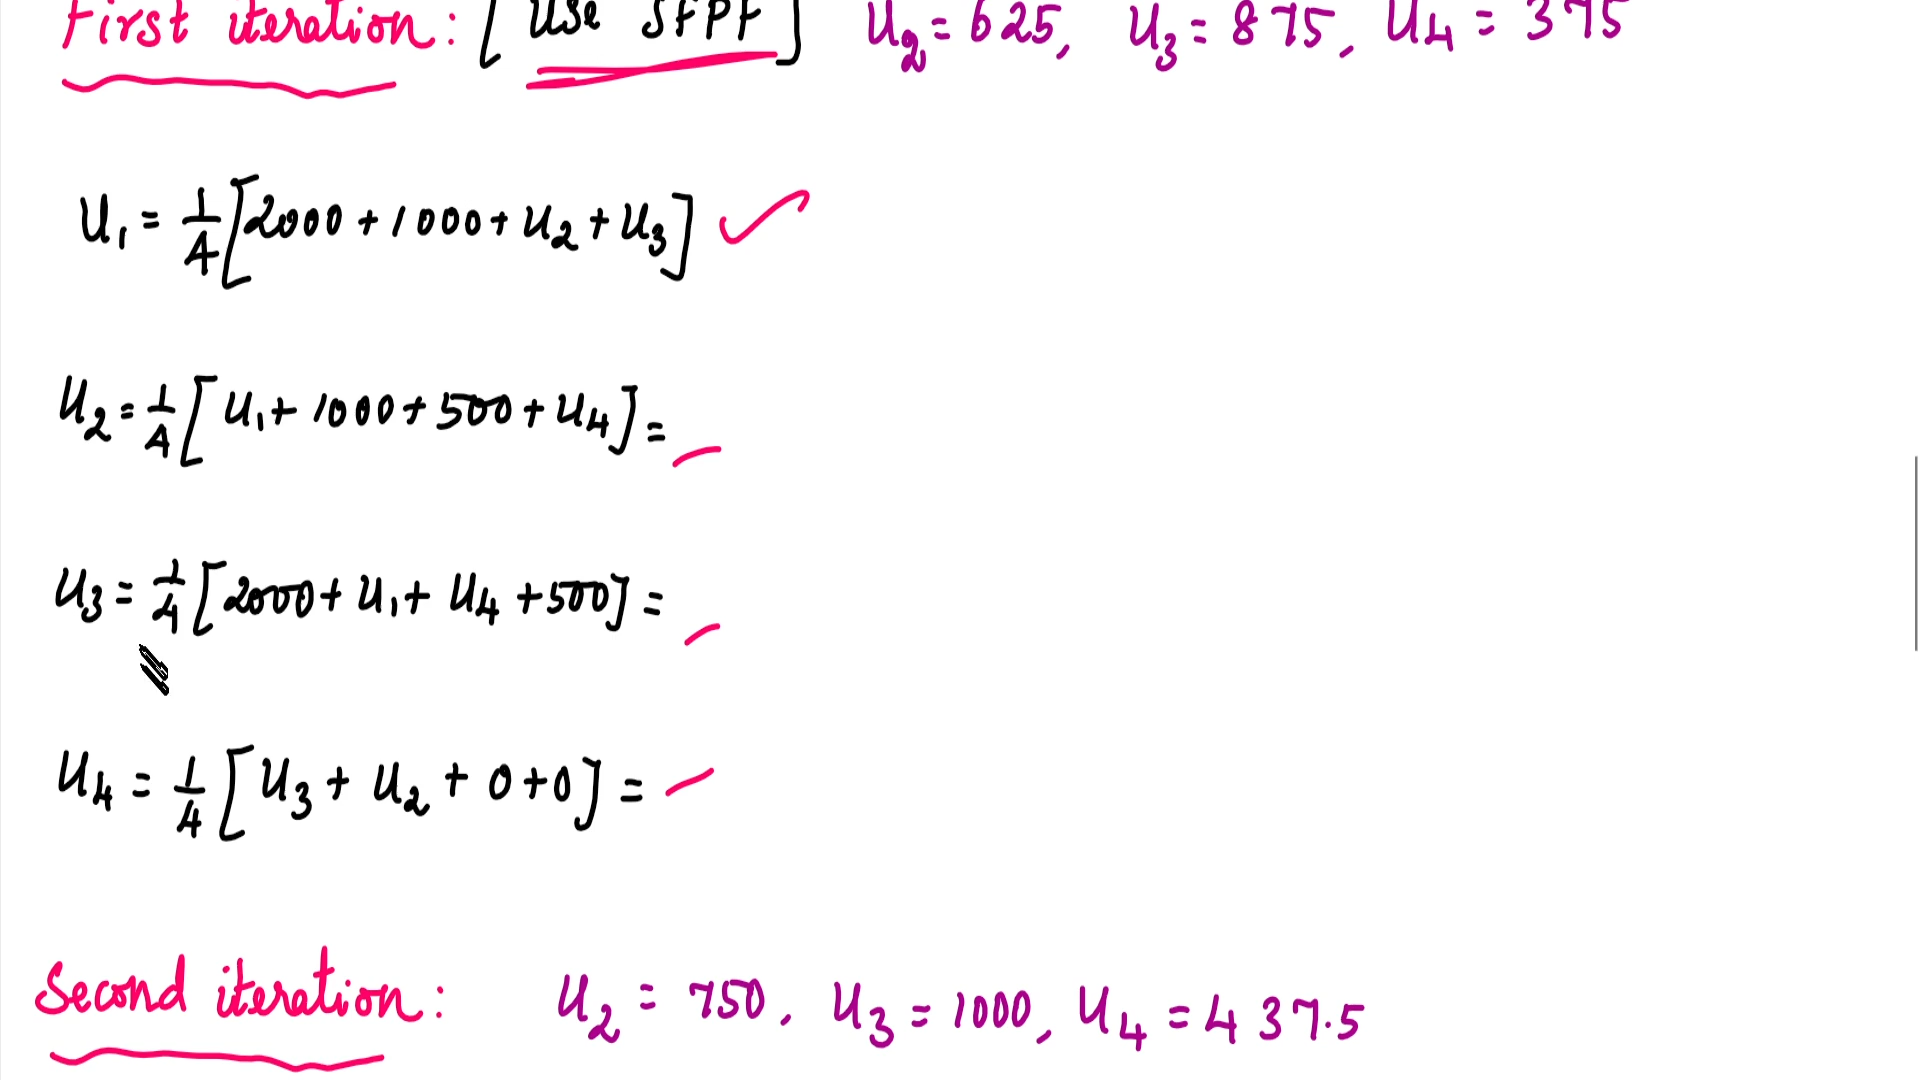 First iteration: [Use SFPF] U2 = 625, U3 = 875, U4 = 375
U1 = 1/4 [2000 + 1000 + U2 + U3] ✓
U2 = 1/4 [U1 + 1000 + 500 + U4] =
U3 = 1/4 [2000 + U1 + U4 + 500] =
U4 = 1/4 [U3 + U2 + 0 + 0] =
Second iteration: U2 = 750, U3 = 1000, U4 = 437.5